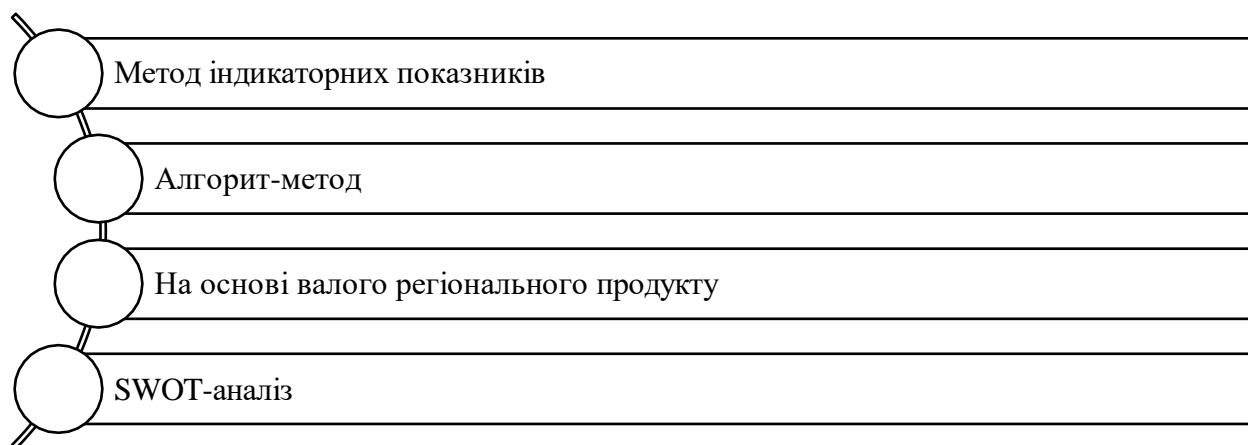 Метод індикаторних показників
Алгорит-метод
На основі валого регіонального продукту
SWOT-аналіз